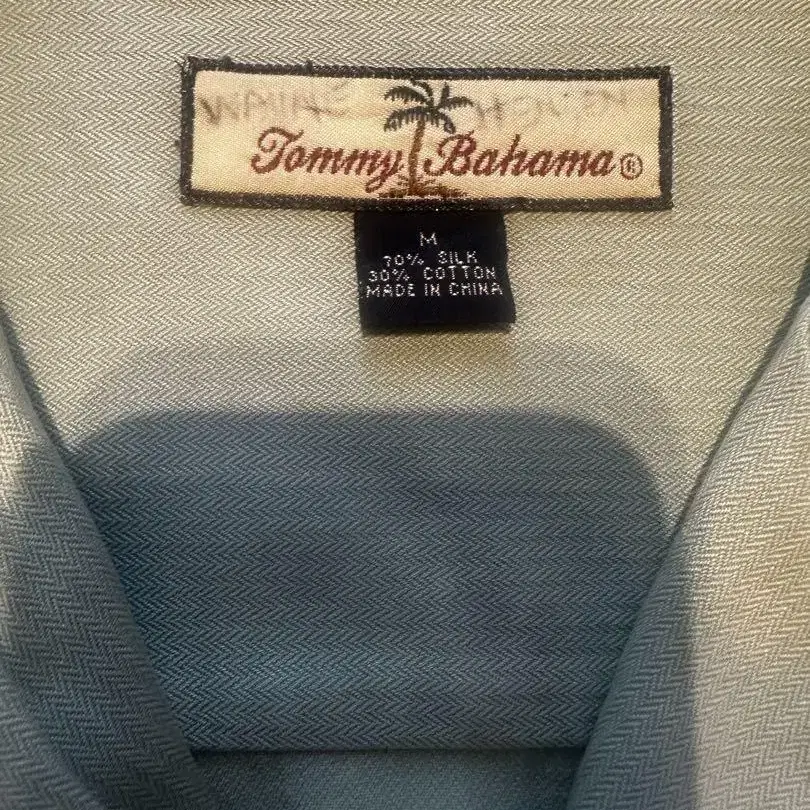 Tommy Bahama®
M
70% SILK
30% COTTON
MADE IN CHINA